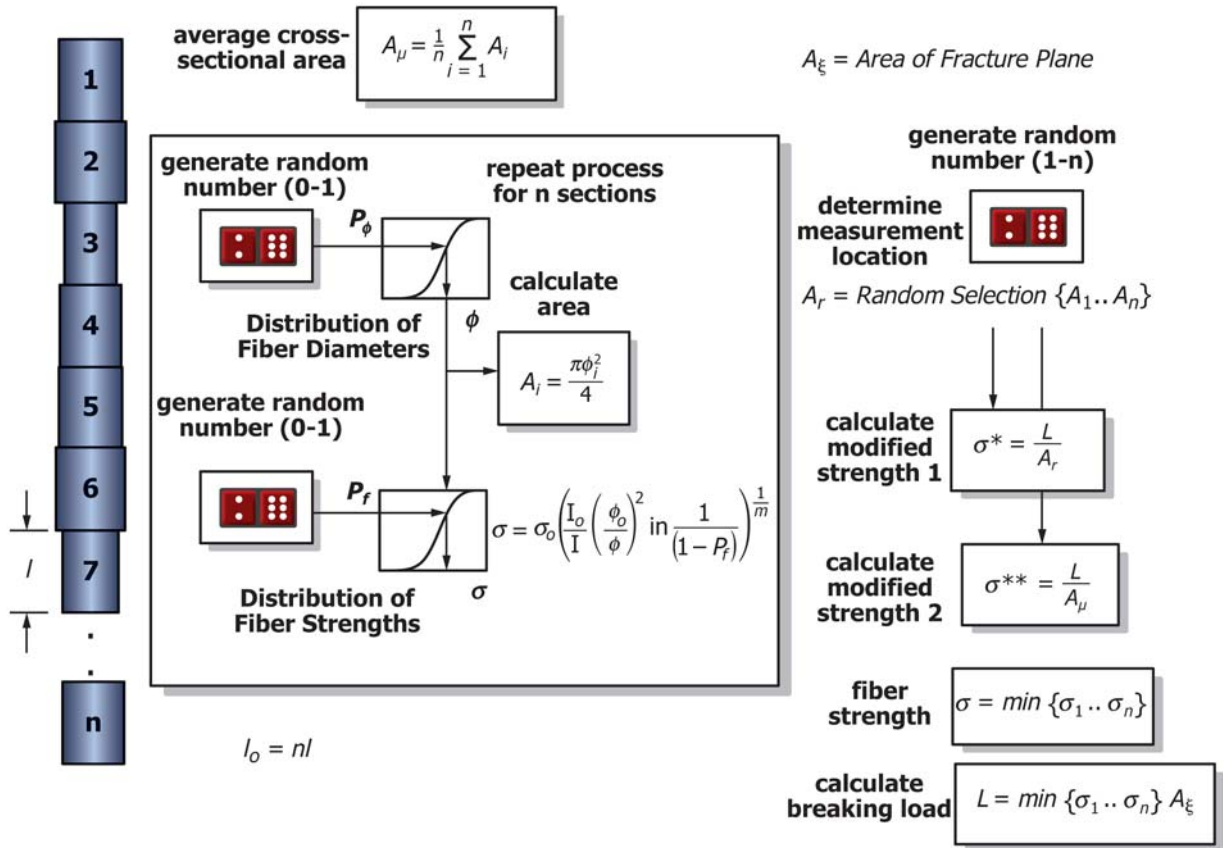 1
2
3
4
5
6
7
.
.
n
l
average cross-
sectional area
A_μ = 1/n ∑_{i = 1}^{n} A_i
generate random
number (0-1)
P_ϕ
repeat process
for n sections
ϕ
Distribution of
Fiber Diameters
calculate
area
A_i = πϕ_i^2/4
generate random
number (0-1)
P_f
σ = σ_o(I_o/I (ϕ_o/ϕ)^2 in 1/(1 − P_f))^{1/m}
σ
Distribution of
Fiber Strengths
l_o = nl
A_ξ = Area of Fracture Plane
generate random
number (1-n)
determine
measurement
location
A_r = Random Selection {A_1.. A_n}
calculate
modified
strength 1
σ* = L/A_r
calculate
modified
strength 2
σ** = L/A_μ
fiber
strength
σ = min {σ_1 .. σ_n}
calculate
breaking load
L = min {σ_1 .. σ_n} A_ξ